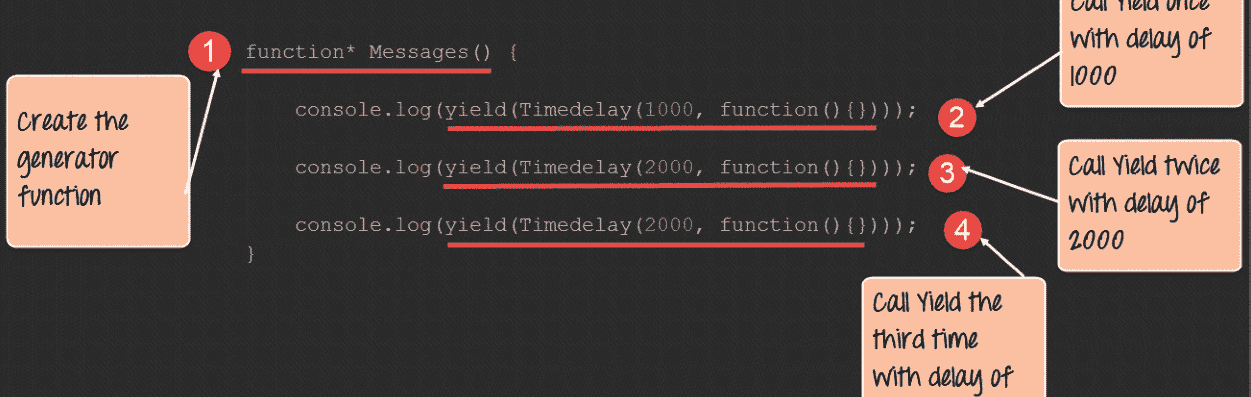 Call Yield once
with delay of
1000
1
function* Messages() {
Create the
generator
function
console.log(yield(Timedelay(1000, function(){})));
2
console.log(yield(Timedelay(2000, function(){})));
3
Call Yield twice
with delay of
2000
console.log(yield(Timedelay(2000, function(){})));
4
}
Call Yield the
third time
with delay of